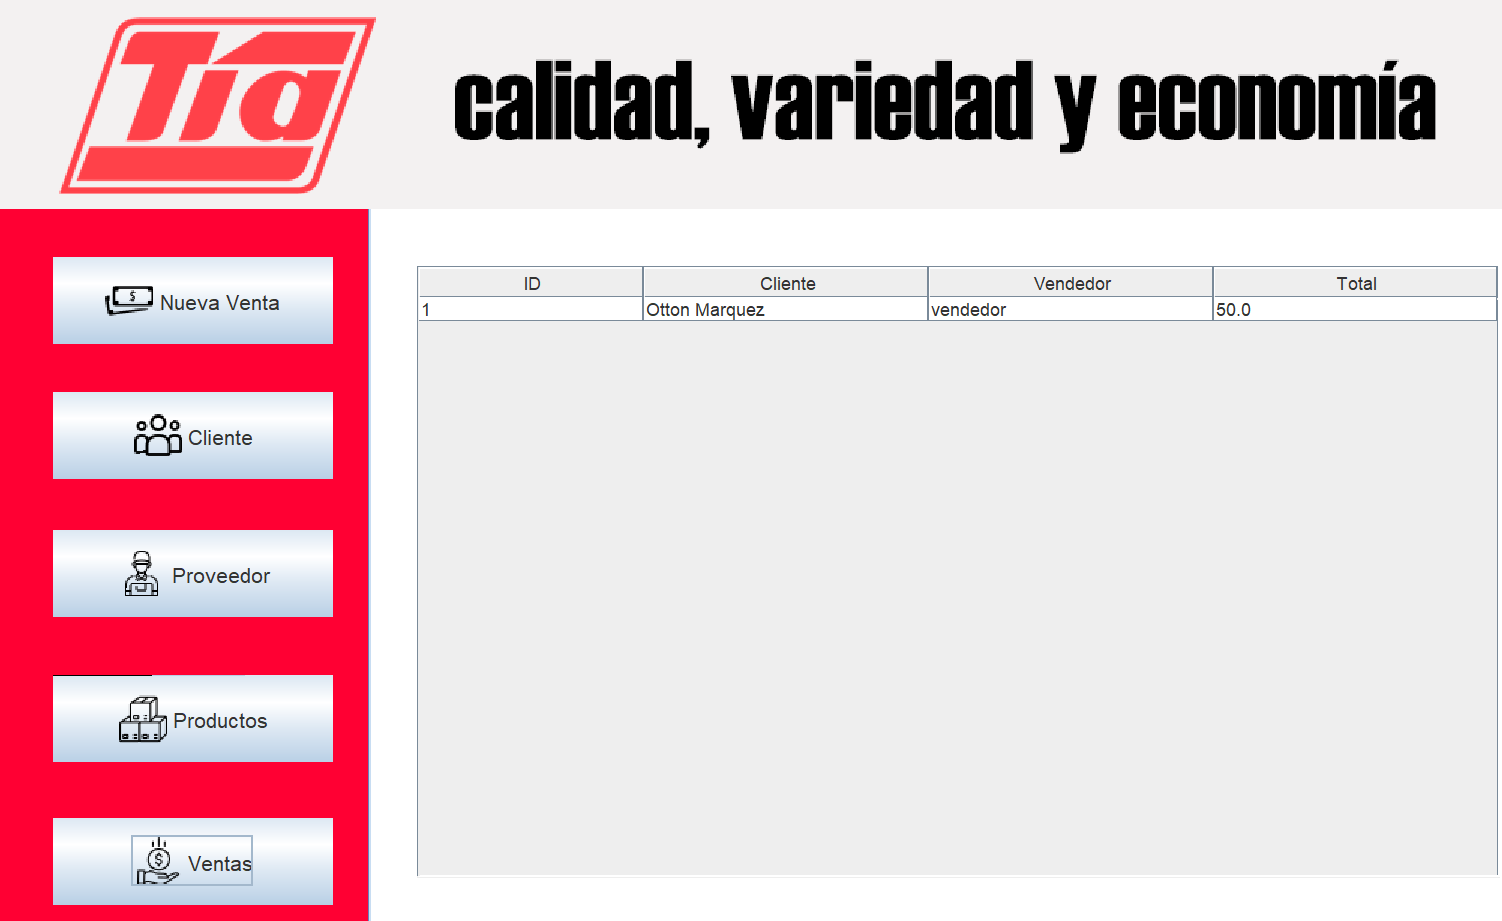 Tía
calidad, variedad y economía
Nueva Venta
Cliente
Proveedor
Productos
Ventas
ID Cliente Vendedor Total
1 Otton Marquez vendedor 50.0